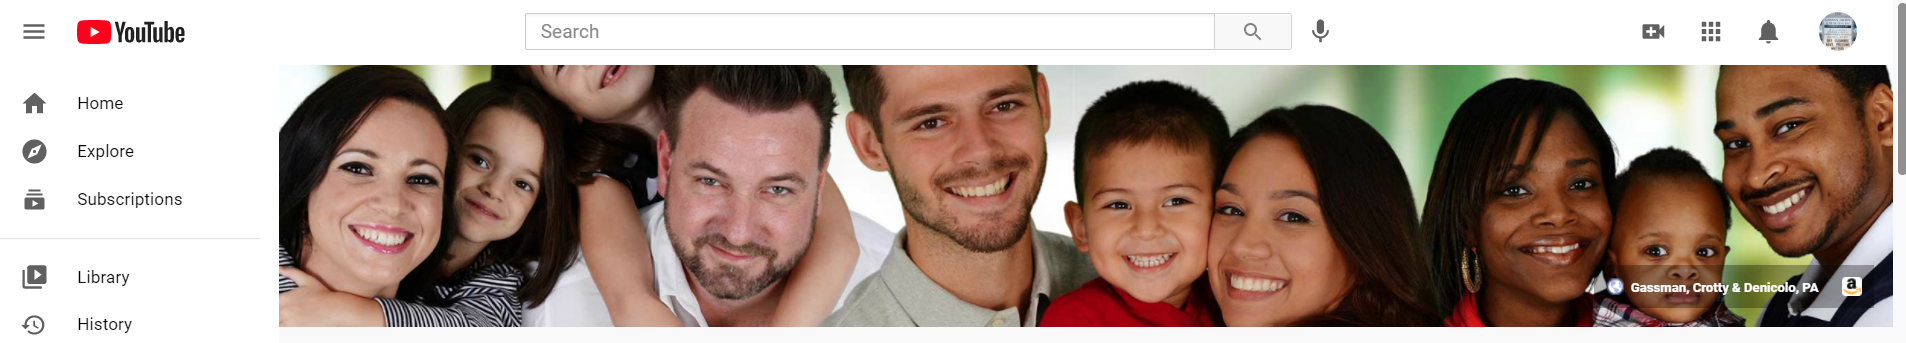 YouTube
Search
Home
Explore
Subscriptions
Library
History
Gassman, Crotty & Denicolo, PA